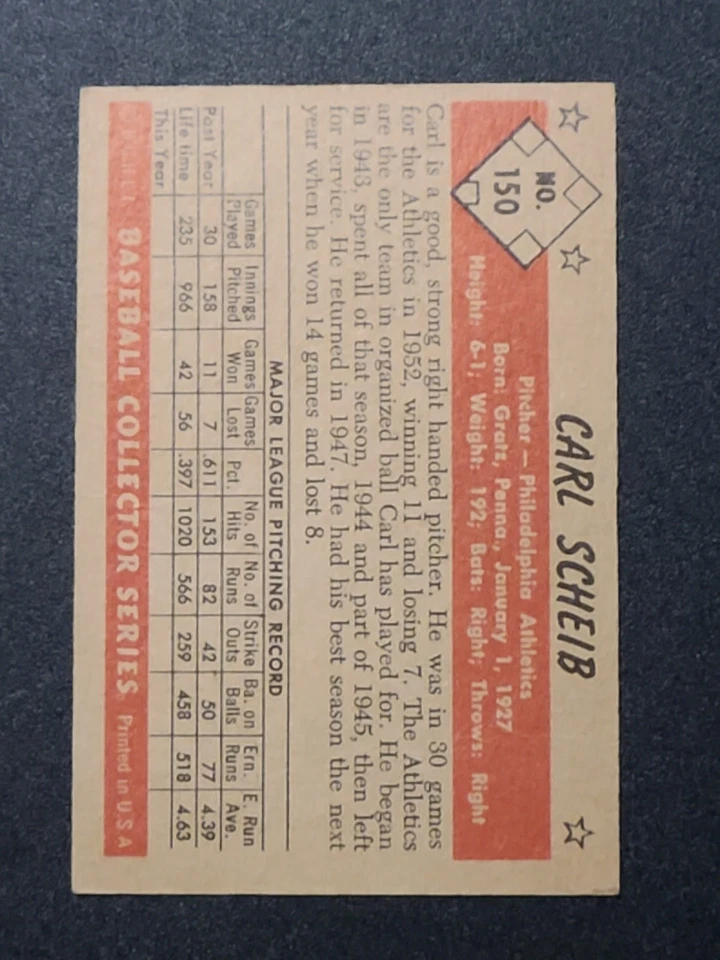 NO.
150
CARL SCHEIB
Pitcher — Philadelphia Athletics
Born: Gratz, Penna., January 1, 1927
Height: 6-1; Weight: 192; Bats: Right; Throws: Right
Carl is a good, strong right handed pitcher. He was in 30 games
for the Athletics in 1952, winning 11 and losing 7. The Athletics
are the only team in organized ball Carl has played for. He began
in 1943, spent all of that season, 1944 and part of 1945, then left
for service. He returned in 1947. He had his best season the next
year when he won 14 games and lost 8.
MAJOR LEAGUE PITCHING RECORD
Games Played Innings Pitched Games Won Games Lost Pct. No. of Hits No. of Runs Strike Outs Ba. on Balls Ern. Runs E. Run Ave.
Past Year 30 158 11 7 .611 153 82 42 50 77 4.39
Life time 235 966 42 56 .397 1020 566 259 458 518 4.63
This Year
BASEBALL COLLECTOR SERIES Printed in U.S.A